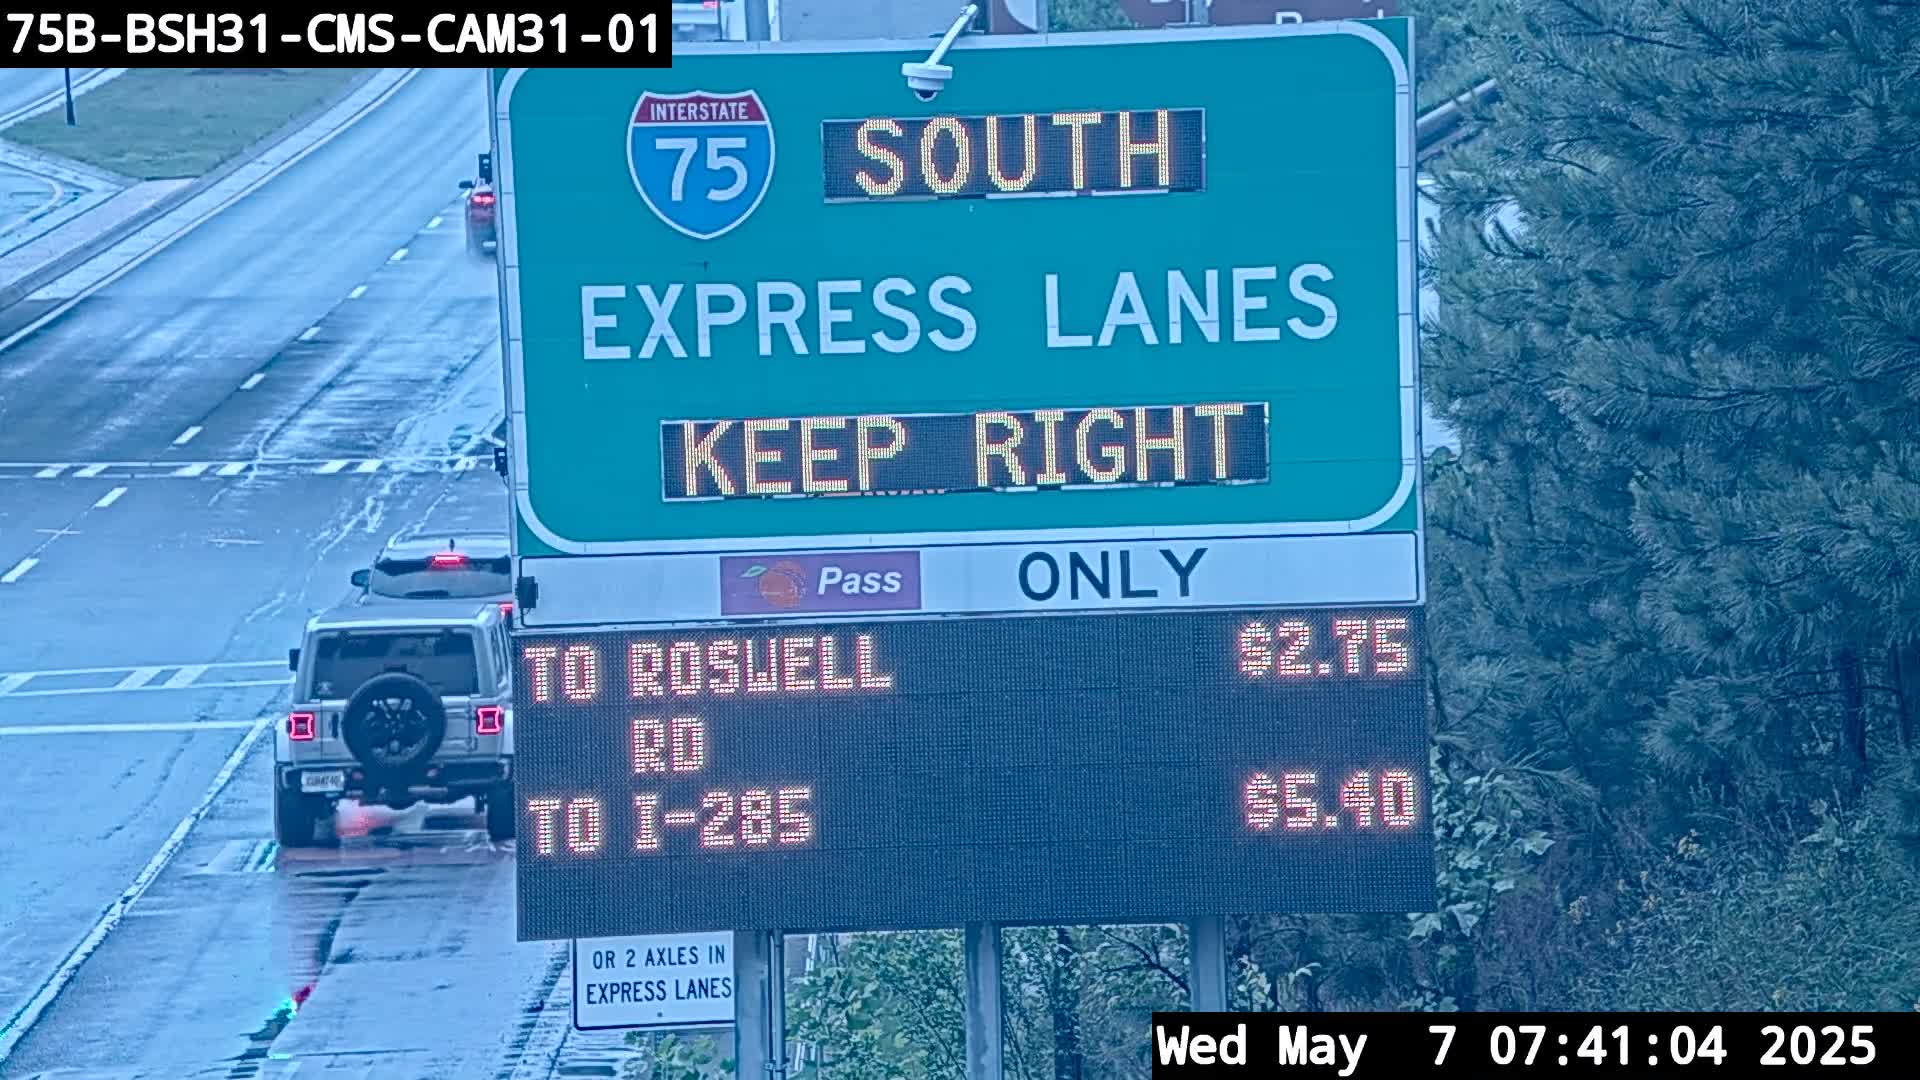 75B-BSH31-CMS-CAM31-01
INTERSTATE
75
SOUTH
EXPRESS LANES
KEEP RIGHT
Pass ONLY
TO ROSWELL $2.75
RD
TO I-285 $5.40
OR 2 AXLES IN
EXPRESS LANES
Wed May 7 07:41:04 2025